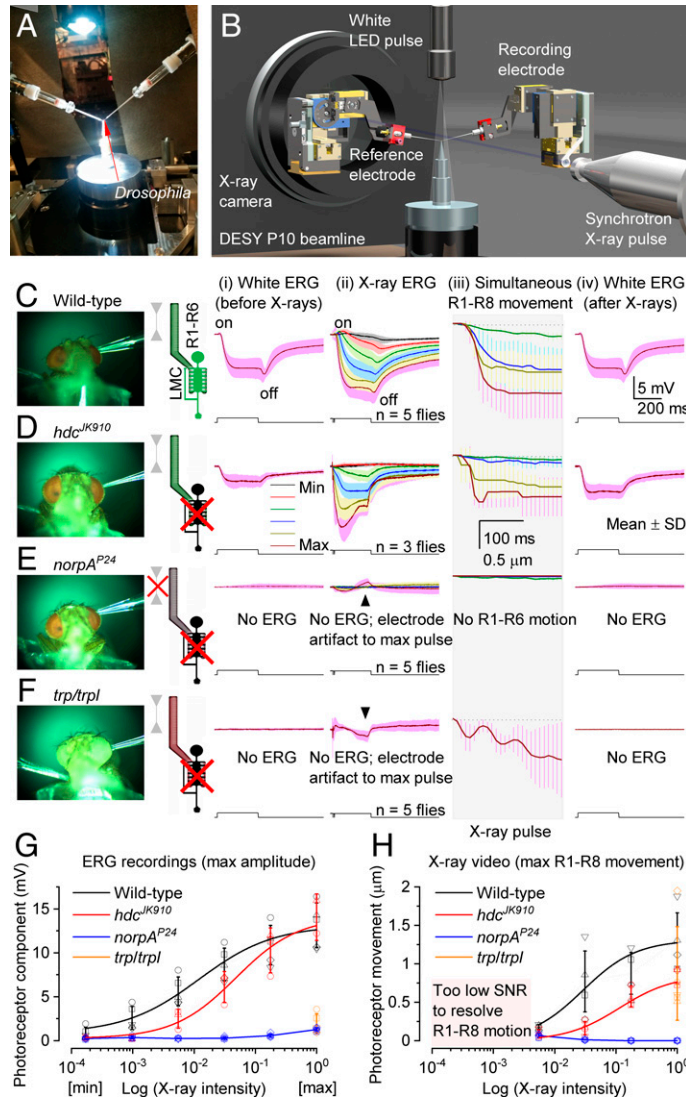 A
Drosophila
B
White
LED pulse
Recording
electrode
Reference
electrode
X-ray
camera
DESY P10 beamline
Synchrotron
X-ray pulse
C
Wild-type
R1-R6
LMC
(i) White ERG
(before X-rays)
(ii) X-ray ERG
(iii) Simultaneous
R1-R8 movement
(iv) White ERG
(after X-rays)
on
off
on
off
n = 5 flies
5 mV
200 ms
D
hdcJK910
Min
Max
n = 3 flies
100 ms
0.5 µm
Mean ± SD
E
norpAP24
No ERG
No ERG; electrode
artifact to max pulse
n = 5 flies
No R1-R6 motion
No ERG
F
trp/trpl
No ERG
No ERG; electrode
artifact to max pulse
n = 5 flies
X-ray pulse
No ERG
G
ERG recordings (max amplitude)
Photoreceptor component (mV)
15
10
5
0
Wild-type
hdcJK910
norpAP24
trp/trpl
10-4
10-3
10-2
10-1
100
[min]
Log (X-ray intensity)
[max]
H
X-ray video (max R1-R8 movement)
Photoreceptor movement (µm)
2
1.5
1
0.5
0
Wild-type
hdcJK910
norpAP24
trp/trpl
Too low SNR
to resolve
R1-R8 motion
10-4
10-3
10-2
10-1
100
Log (X-ray intensity)